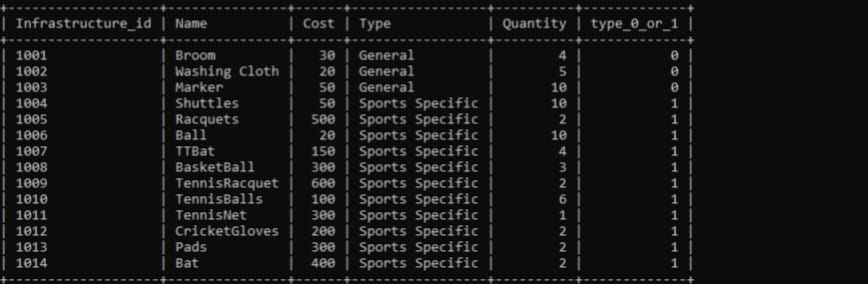 | Infrastructure_id | Name | Cost | Type | Quantity | type_0_or_1 |
| 1001 | Broom | 30 | General | 4 | 0 |
| 1002 | Washing Cloth | 20 | General | 5 | 0 |
| 1003 | Marker | 50 | General | 10 | 0 |
| 1004 | Shuttles | 50 | Sports Specific | 10 | 1 |
| 1005 | Racquets | 500 | Sports Specific | 2 | 1 |
| 1006 | Ball | 20 | Sports Specific | 10 | 1 |
| 1007 | TTBat | 150 | Sports Specific | 4 | 1 |
| 1008 | BasketBall | 300 | Sports Specific | 3 | 1 |
| 1009 | TennisRacquet | 600 | Sports Specific | 2 | 1 |
| 1010 | TennisBalls | 100 | Sports Specific | 6 | 1 |
| 1011 | TennisNet | 300 | Sports Specific | 1 | 1 |
| 1012 | CricketGloves | 200 | Sports Specific | 2 | 1 |
| 1013 | Pads | 300 | Sports Specific | 2 | 1 |
| 1014 | Bat | 400 | Sports Specific | 2 | 1 |